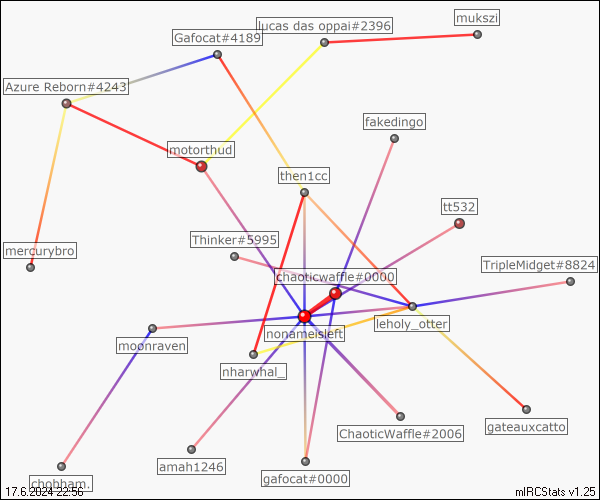 mukszi
lucas das oppai#2396
Gafocat#4189
Azure Reborn#4243
fakedingo
motorthud
then1cc
tt532
Thinker#5995
mercurybro
TripleMidget#8824
chaoticwaffle#0000
leholy_otter
nonameisleft
moonraven
nharwhal_
gateauxcatto
ChaoticWaffle#2006
amah1246
gafocat#0000
chobham.
17.6.2024 22:56
mIRCStats v1.25